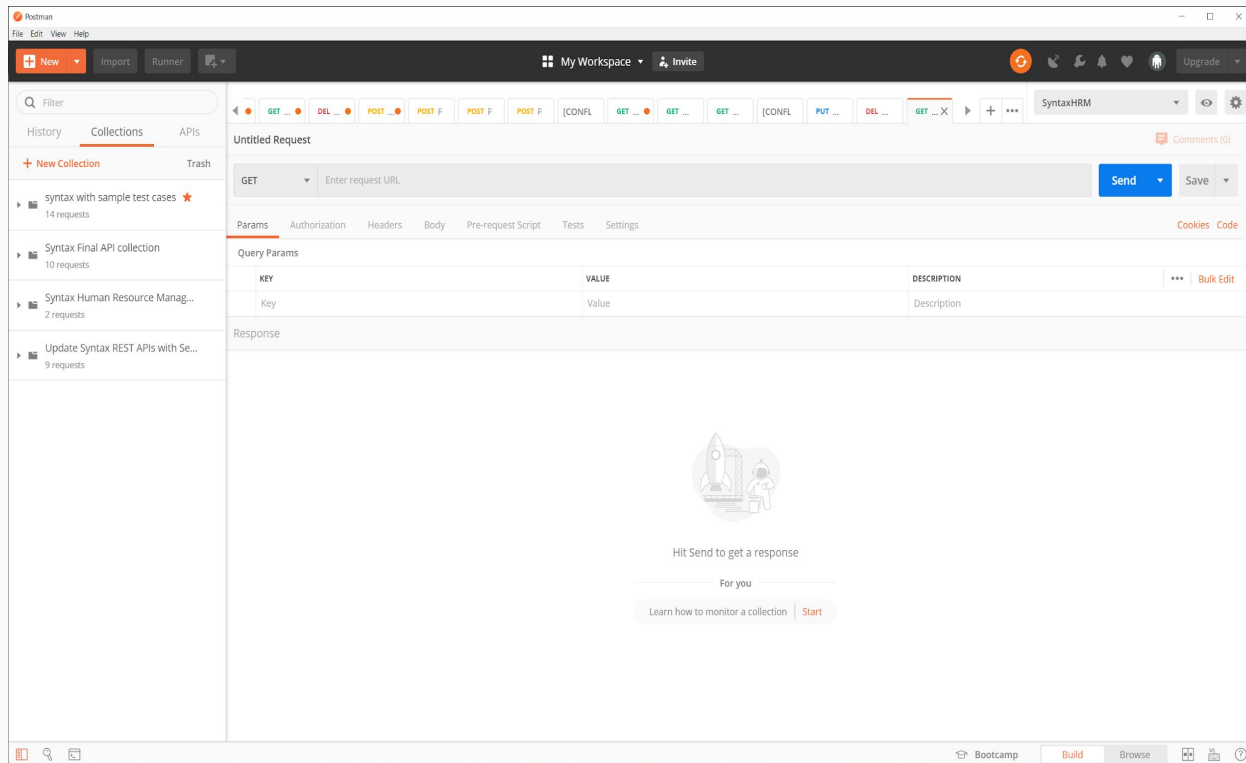 Postman
File Edit View Help
New Import Runner My Workspace Invite Upgrade
Filter
History Collections APIs
+ New Collection Trash
syntax with sample test cases
14 requests
Syntax Final API collection
10 requests
Syntax Human Resource Manag...
2 requests
Update Syntax REST APIs with Se...
9 requests
GET ... DEL ... POST ... POST POST POST [CONFL GET ... GET ... GET ... [CONFL PUT ... DEL ... GET ... X + ••• SyntaxHRM
Untitled Request Comments (0)
GET Enter request URL Send Save
Params Authorization Headers Body Pre-request Script Tests Settings Cookies Code
Query Params
KEY VALUE DESCRIPTION ••• Bulk Edit
Key Value Description
Response
Hit Send to get a response
For you
Learn how to monitor a collection Start
Bootcamp Build Browse